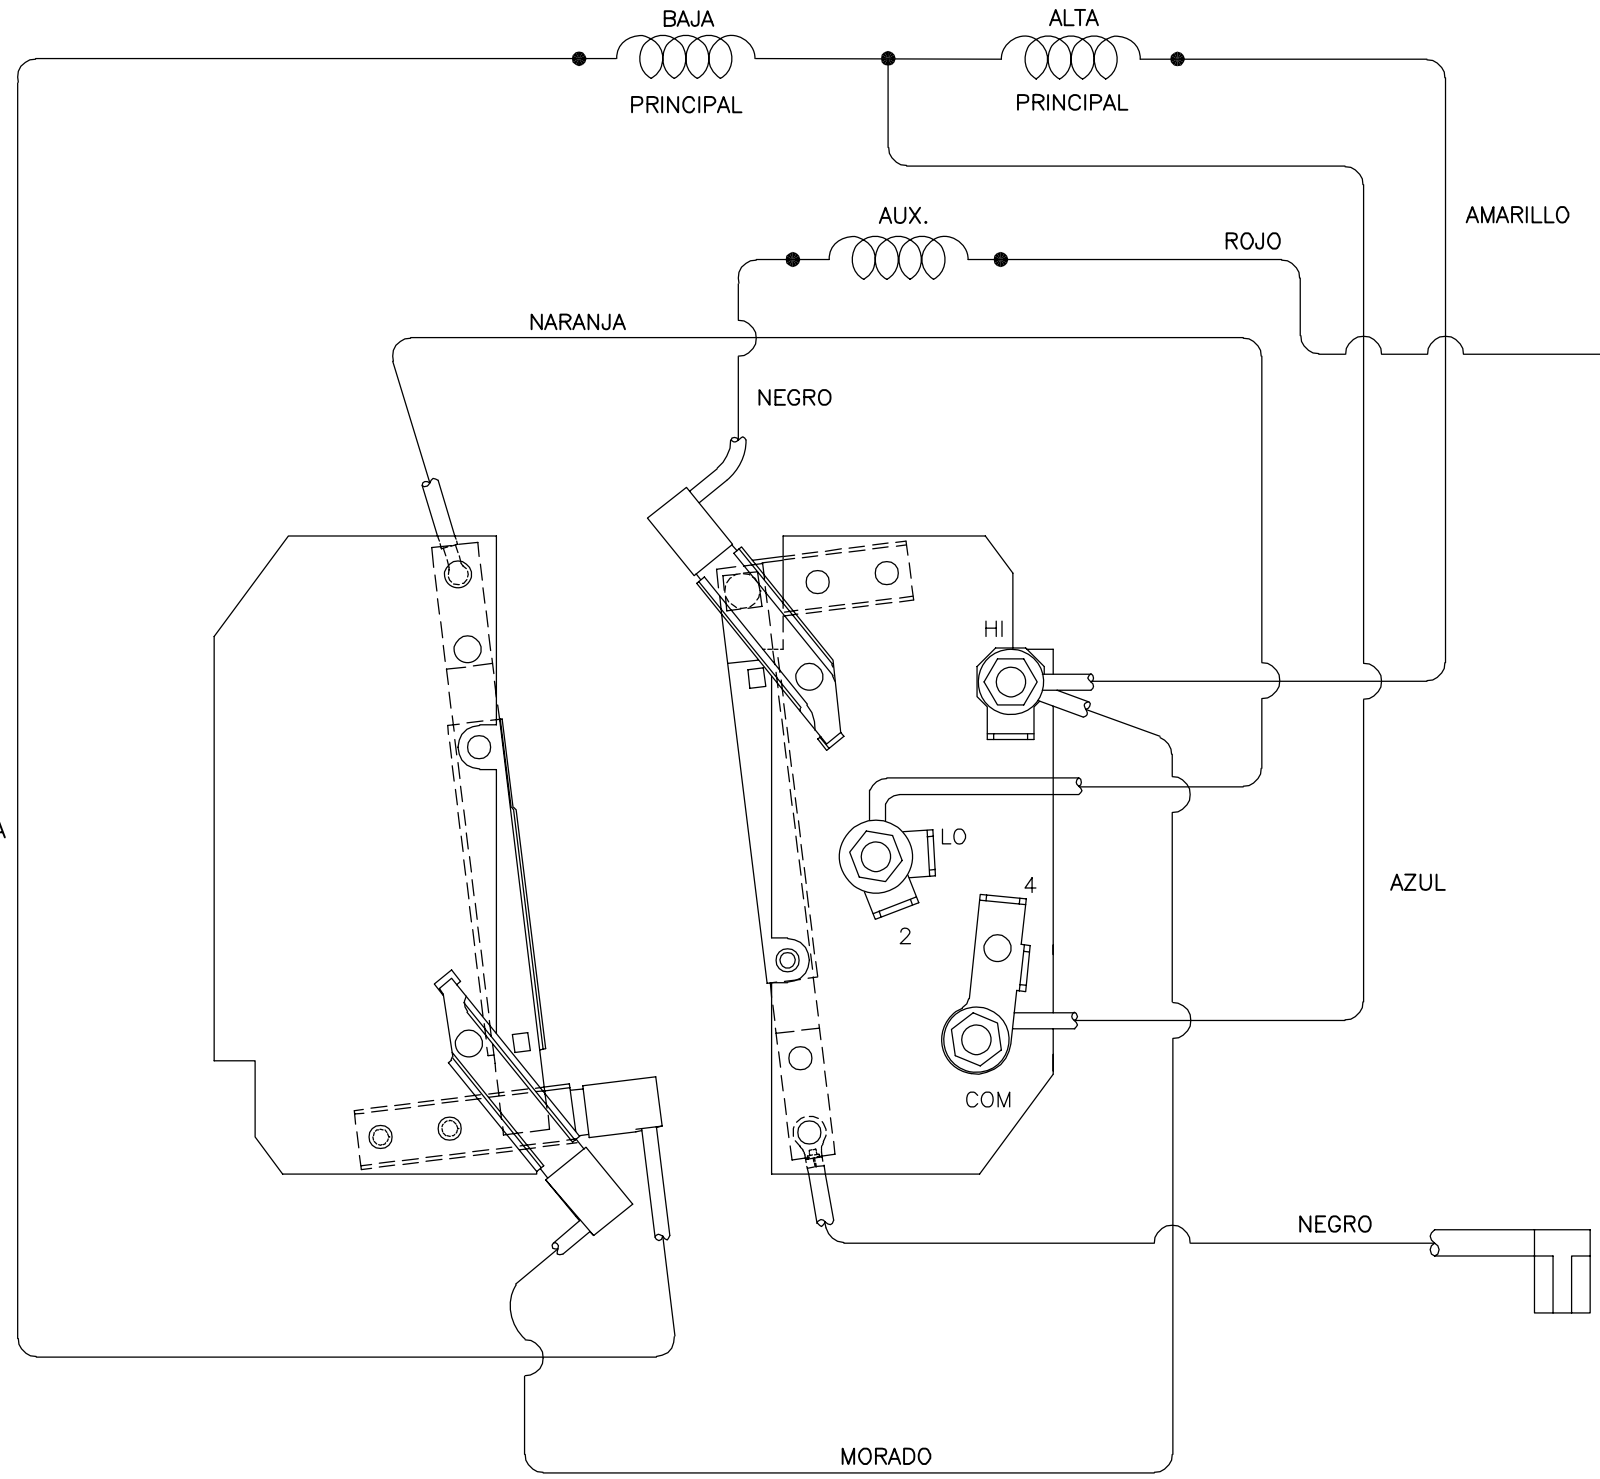 BAJA
ALTA
PRINCIPAL
PRINCIPAL
AUX.
ROJO
AMARILLO
NARANJA
NEGRO
HI
LO
2
4
AZUL
COM
NEGRO
MORADO